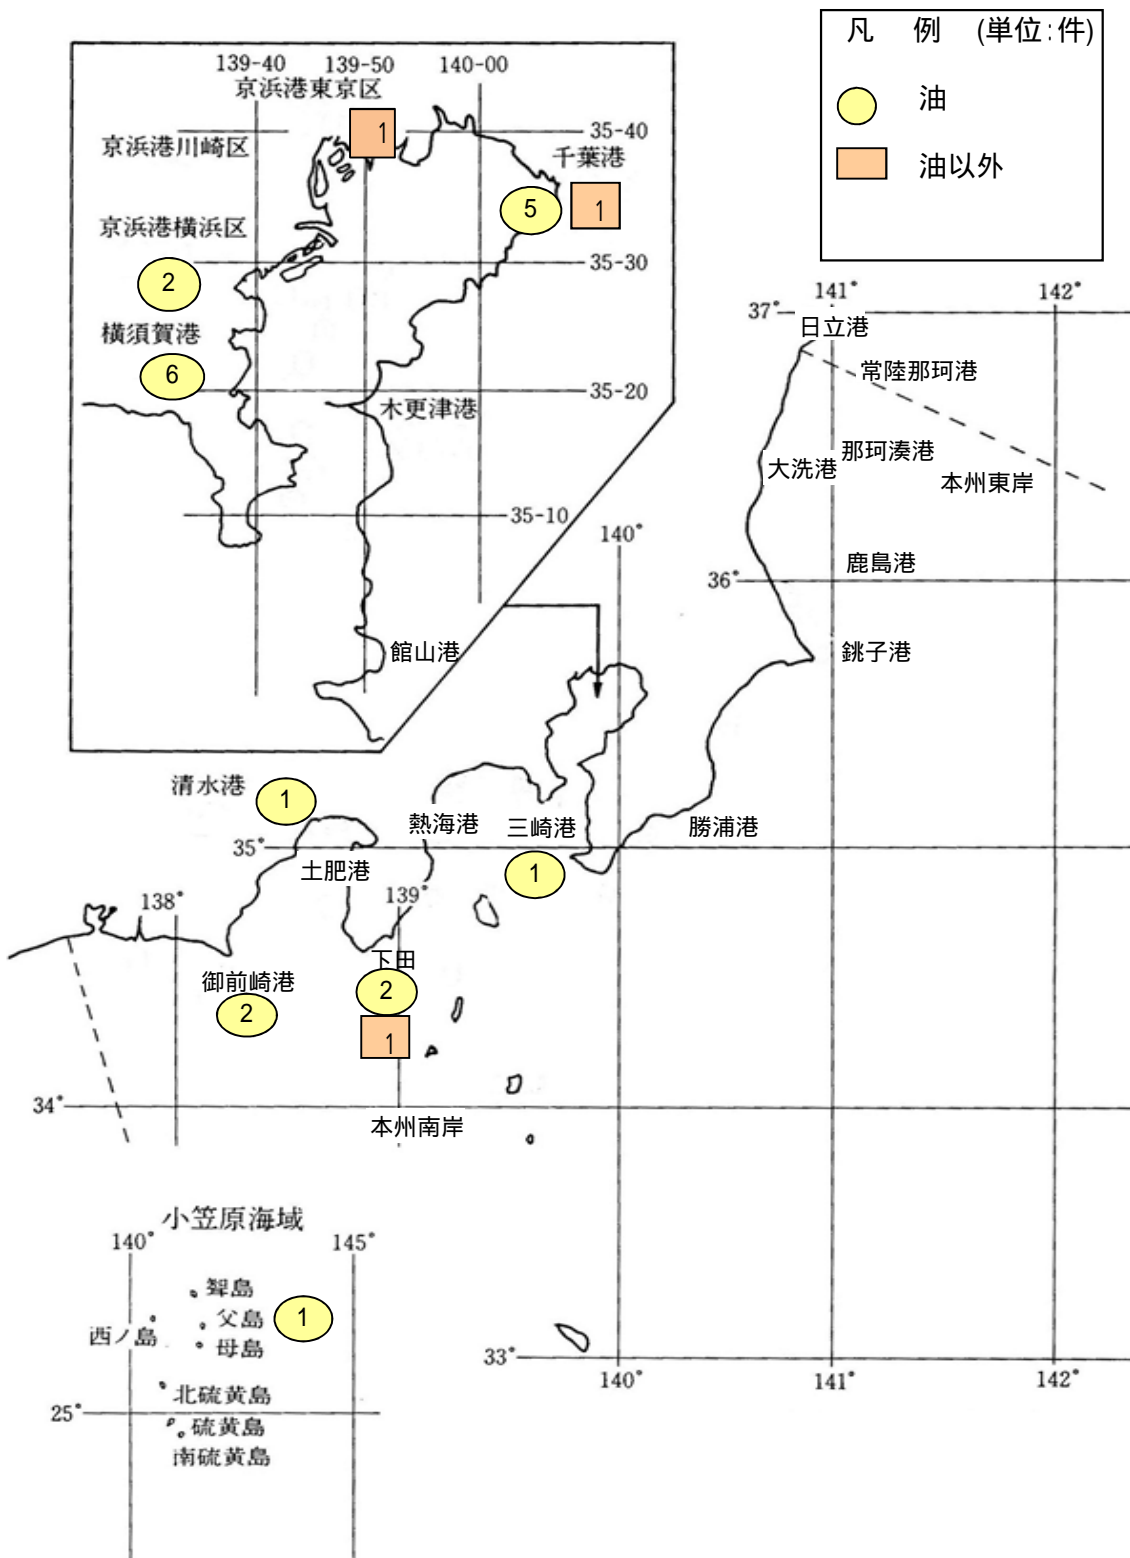 凡　例　(単位:件)
油
油以外
139-40 139-50 140-00
京浜港東京区
1
35-40
京浜港川崎区
千葉港
5
1
京浜港横浜区
35-30
2
横須賀港
6
35-20
木更津港
35-10
館山港
141° 142°
37°
日立港
常陸那珂港
那珂湊港
大洗港
本州東岸
140°
鹿島港
36°
銚子港
清水港
1
熱海港
三崎港
勝浦港
35°
土肥港
1
138°
139°
下田
御前崎港
2
2
1
34°
本州南岸
小笠原海域
140° 145°
聟島
父島
1
西ノ島
母島
33°
140° 141° 142°
北硫黄島
25°
硫黄島
南硫黄島